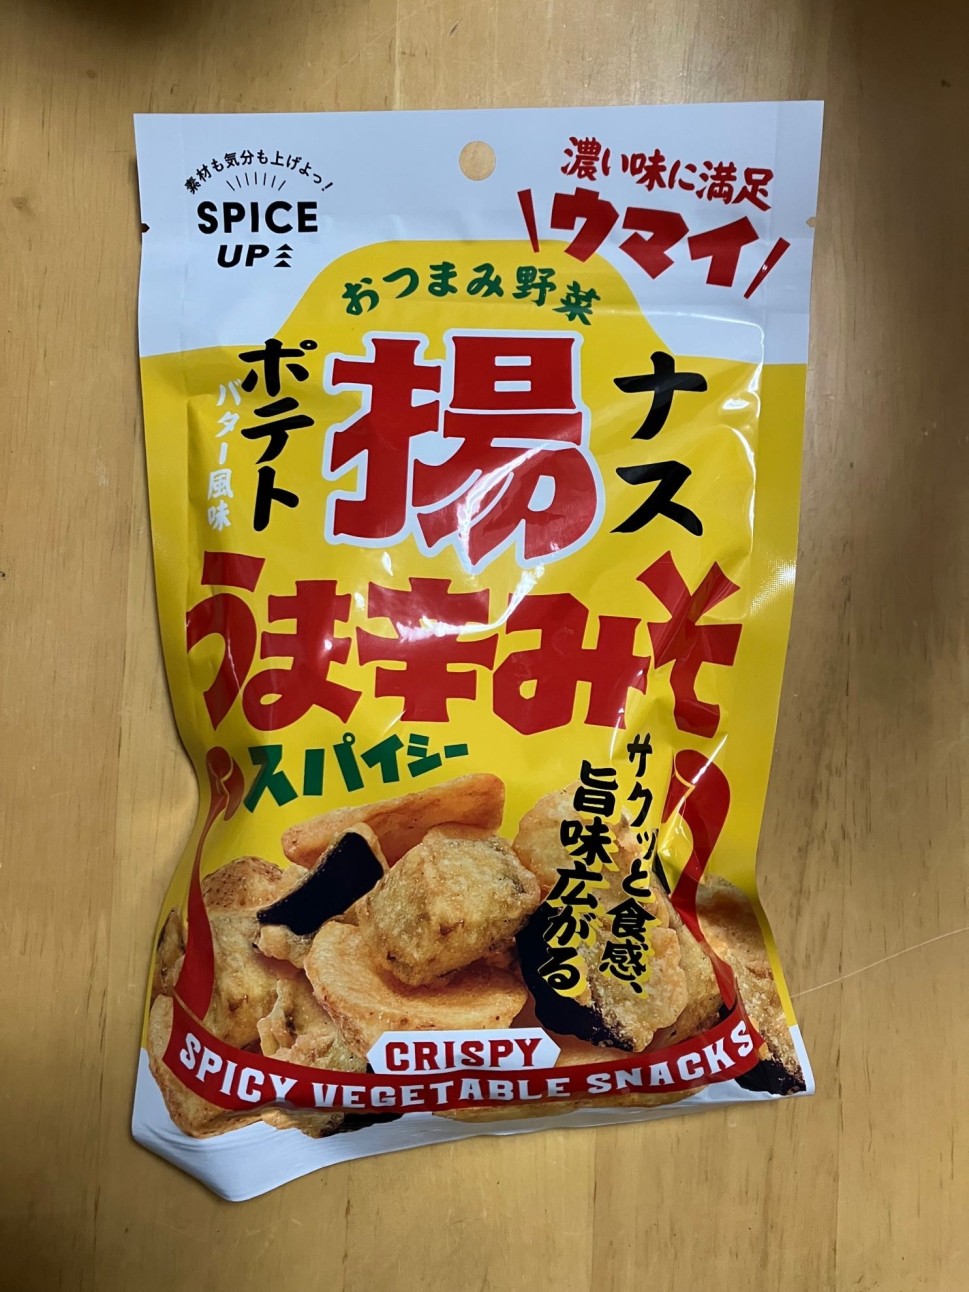 素材も気分も上げよっ!
SPICE
UP
濃い味に満足
\ウマイ/
おつまみ野菜
ポテト
バター風味
揚
ナス
うま辛みそ
スパイシー
サクッと食感、
旨味広がる
CRISPY
SPICY VEGETABLE SNACKS